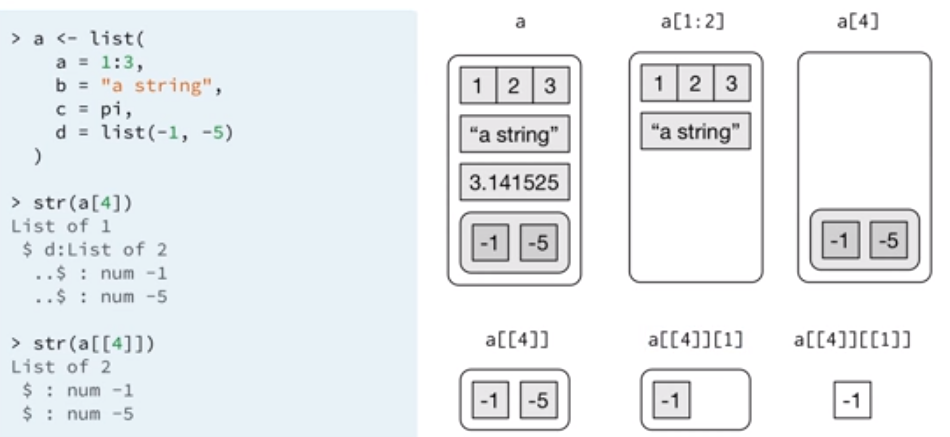 > a <- list(
a = 1:3,
b = "a string",
c = pi,
d = list(-1, -5)
)
> str(a[4])
List of 1
$ d:List of 2
..$ : num -1
..$ : num -5
> str(a[[4]])
List of 2
$ : num -1
$ : num -5
a
1 2 3
“a string”
3.141525
-1 -5
a[1:2]
1 2 3
“a string”
a[4]
-1 -5
a[[4]]
-1 -5
a[[4]][1]
-1
a[[4]][[1]]
-1